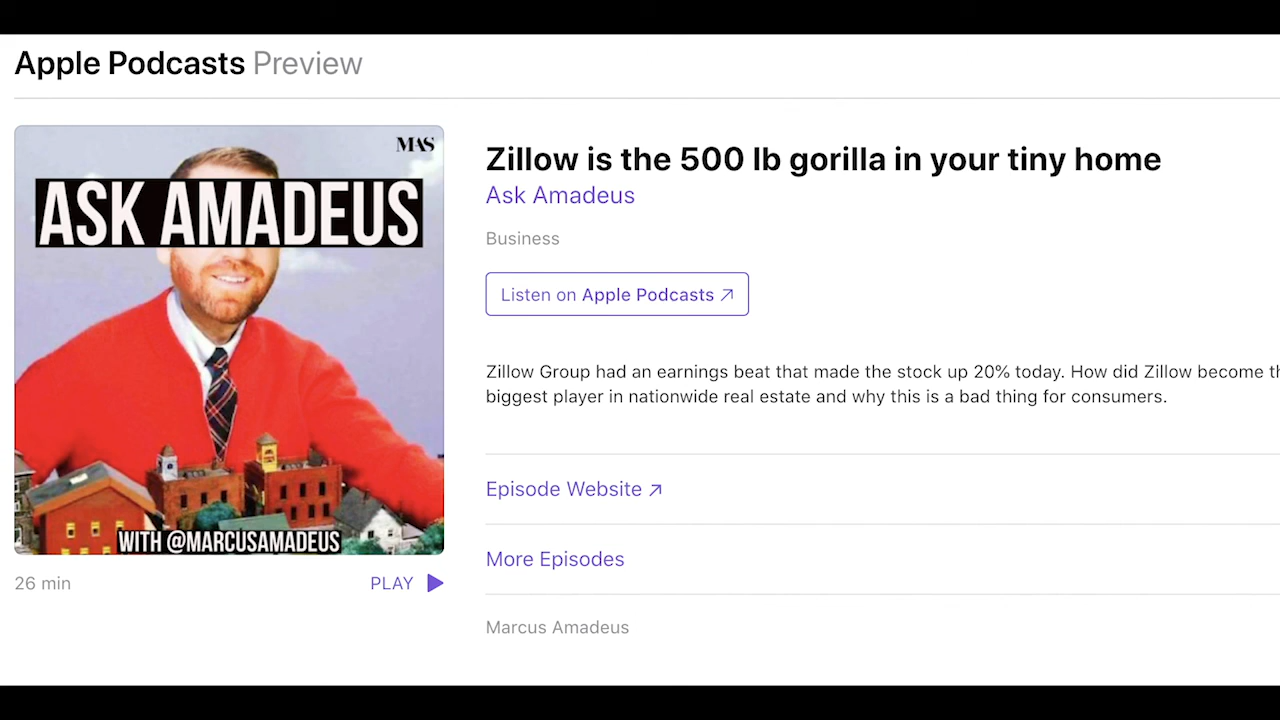 Apple Podcasts Preview
MAS
ASK AMADEUS
WITH @MARCUSAMADEUS
26 min
PLAY
Zillow is the 500 lb gorilla in your tiny home
Ask Amadeus
Business
Listen on Apple Podcasts ↗
Zillow Group had an earnings beat that made the stock up 20% today. How did Zillow become th
biggest player in nationwide real estate and why this is a bad thing for consumers.
Episode Website ↗
More Episodes
Marcus Amadeus